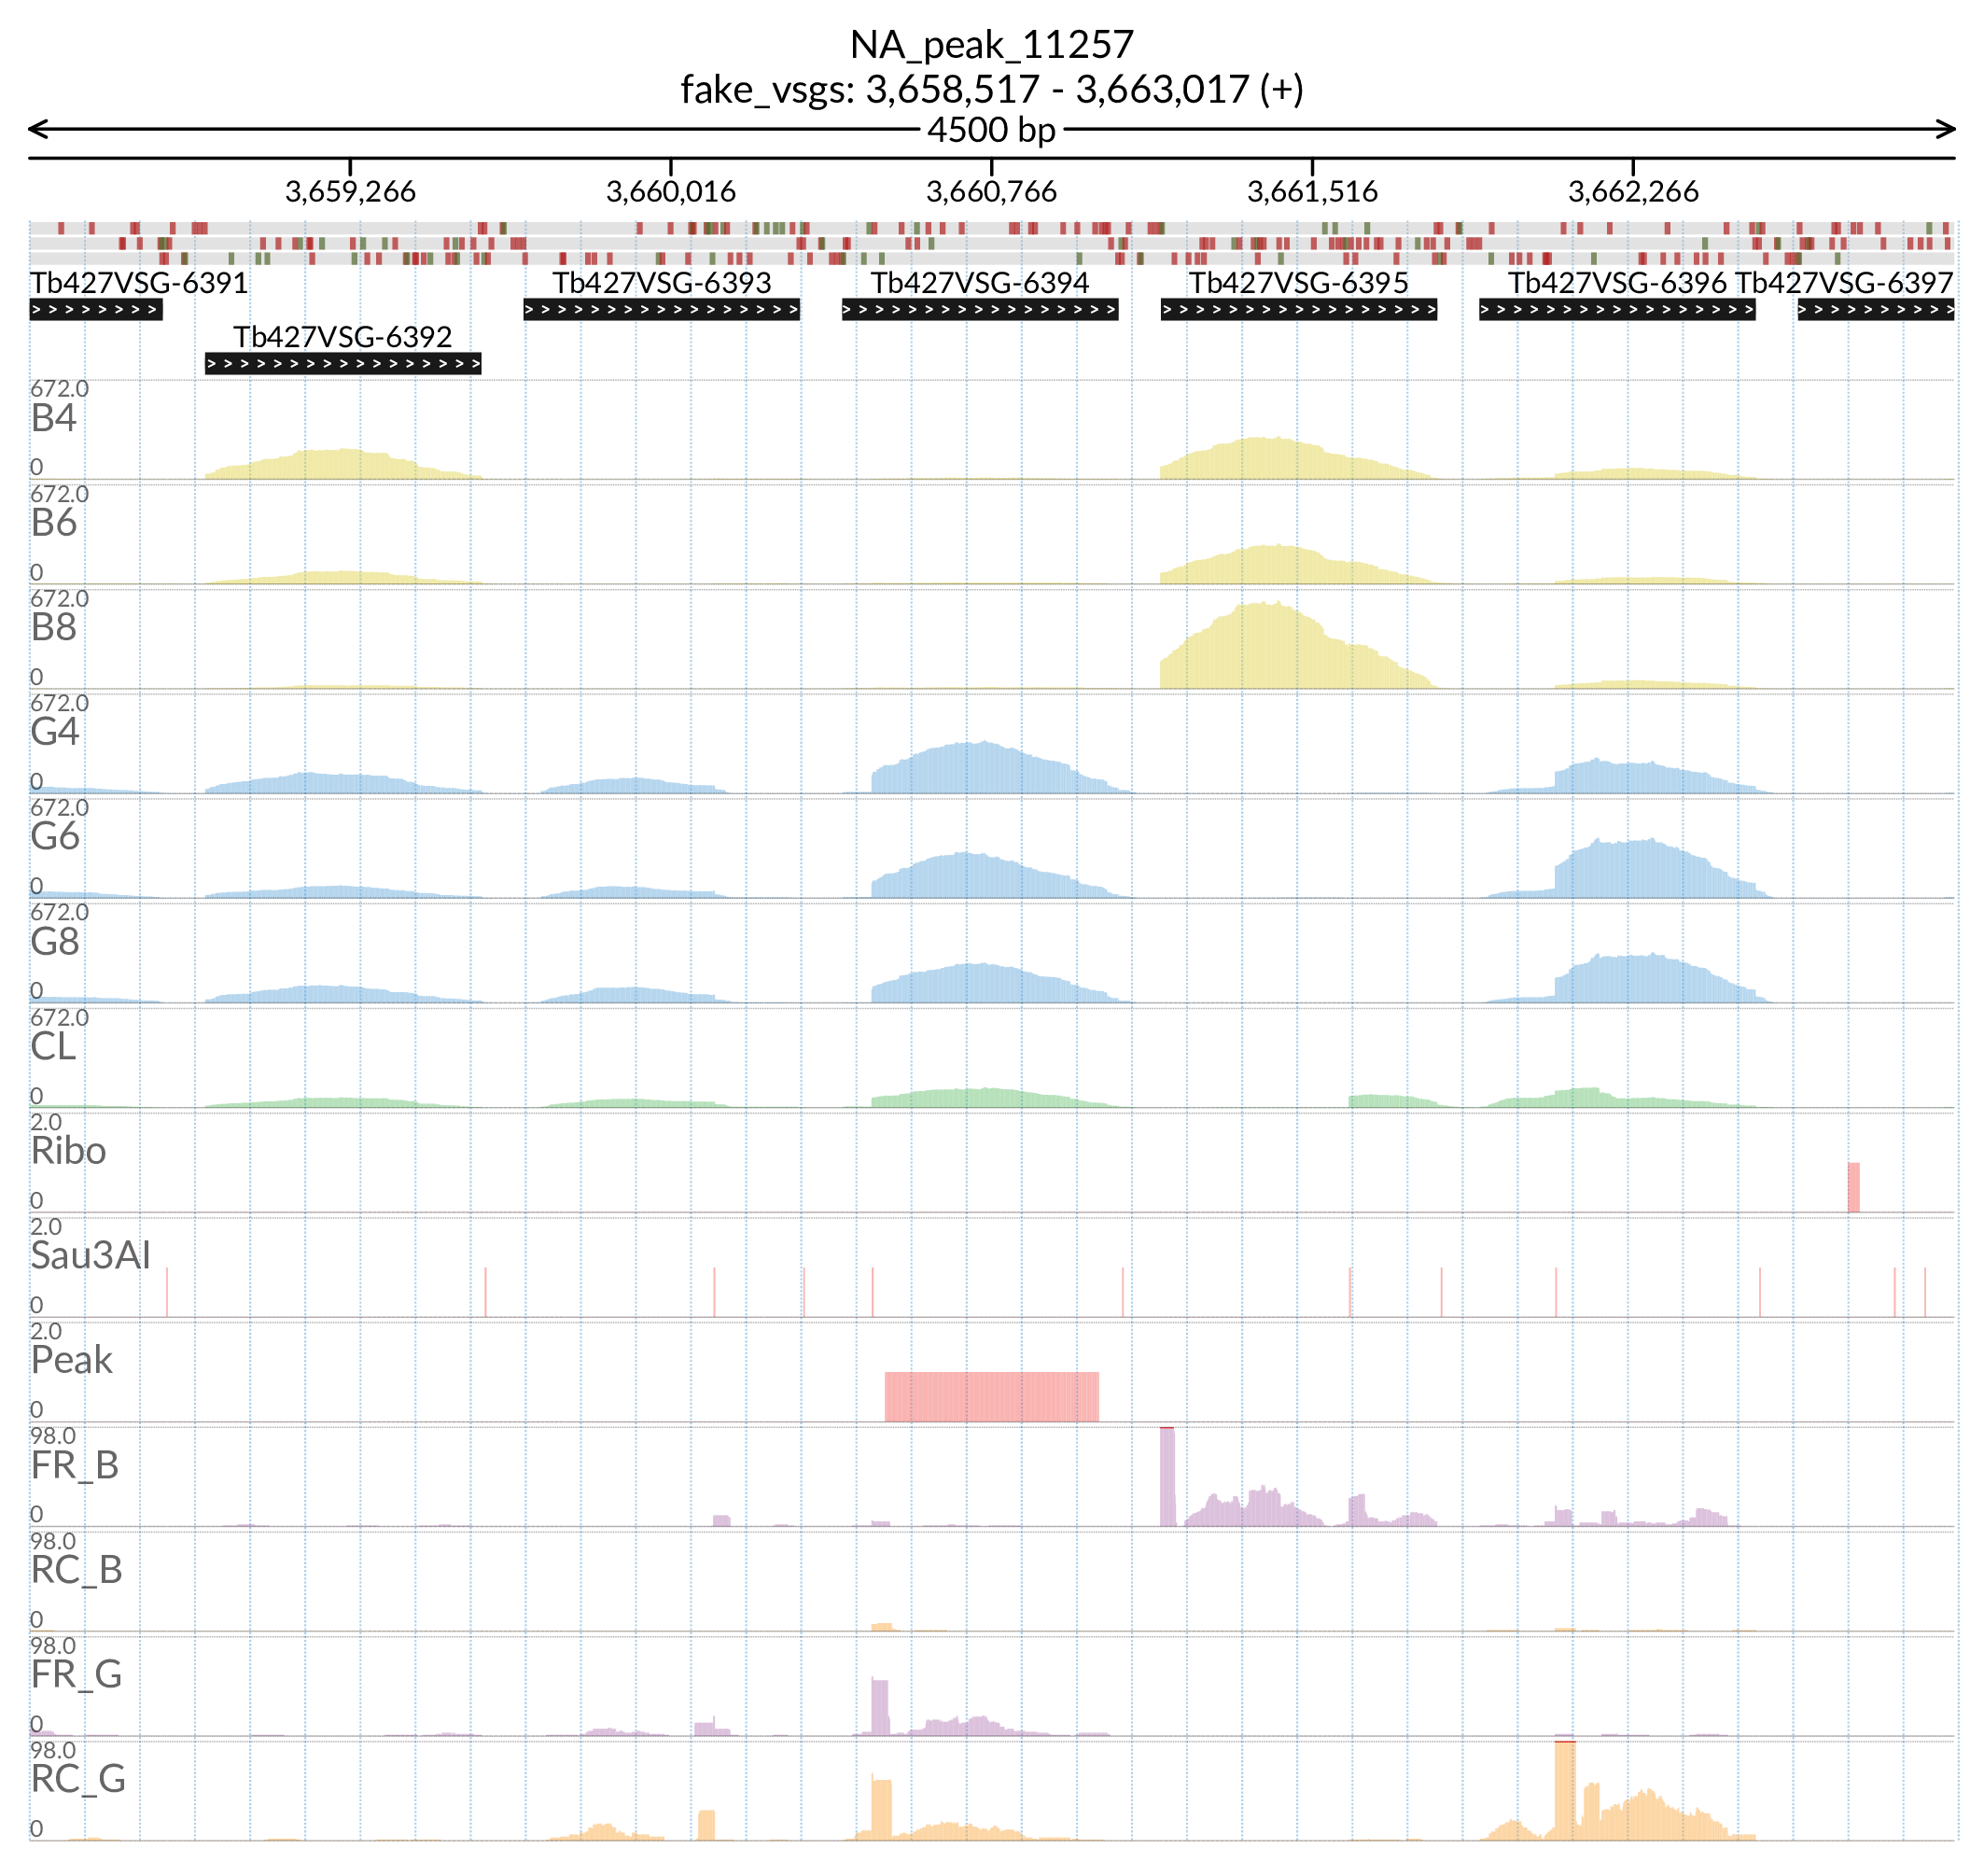 NA_peak_11257
fake_vsgs: 3,658,517 - 3,663,017 (+)
4500 bp
3,659,266 3,660,016 3,660,766 3,661,516 3,662,266
Tb427VSG-6391 Tb427VSG-6393 Tb427VSG-6394 Tb427VSG-6395 Tb427VSG-6396 Tb427VSG-6397
Tb427VSG-6392
672.0
B4
0
672.0
B6
0
672.0
B8
0
672.0
G4
0
672.0
G6
0
672.0
G8
0
672.0
CL
0
2.0
Ribo
0
2.0
Sau3AI
0
2.0
Peak
0
98.0
FR_B
0
98.0
RC_B
0
98.0
FR_G
0
98.0
RC_G
0